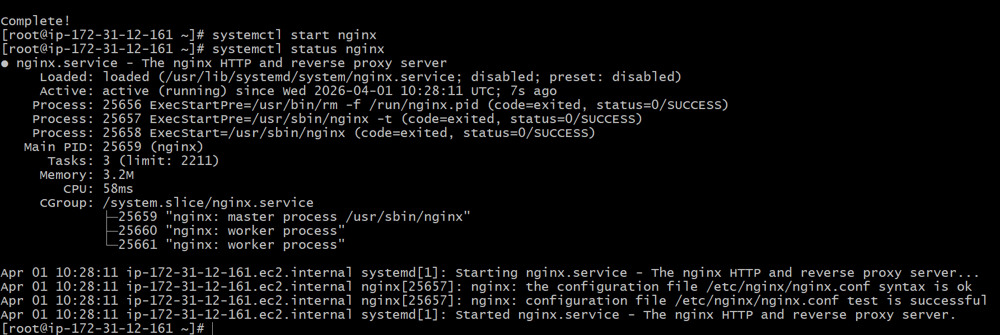 Complete!
[root@ip-172-31-12-161 ~]# systemctl start nginx
[root@ip-172-31-12-161 ~]# systemctl status nginx
● nginx.service - The nginx HTTP and reverse proxy server
     Loaded: loaded (/usr/lib/systemd/system/nginx.service; disabled; preset: disabled)
     Active: active (running) since Wed 2026-04-01 10:28:11 UTC; 7s ago
    Process: 25656 ExecStartPre=/usr/bin/rm -f /run/nginx.pid (code=exited, status=0/SUCCESS)
    Process: 25657 ExecStartPre=/usr/sbin/nginx -t (code=exited, status=0/SUCCESS)
    Process: 25658 ExecStart=/usr/sbin/nginx (code=exited, status=0/SUCCESS)
   Main PID: 25659 (nginx)
      Tasks: 3 (limit: 2211)
     Memory: 3.2M
        CPU: 58ms
     CGroup: /system.slice/nginx.service
             ├─25659 "nginx: master process /usr/sbin/nginx"
             ├─25660 "nginx: worker process"
             └─25661 "nginx: worker process"

Apr 01 10:28:11 ip-172-31-12-161.ec2.internal systemd[1]: Starting nginx.service - The nginx HTTP and reverse proxy server...
Apr 01 10:28:11 ip-172-31-12-161.ec2.internal nginx[25657]: nginx: the configuration file /etc/nginx/nginx.conf syntax is ok
Apr 01 10:28:11 ip-172-31-12-161.ec2.internal nginx[25657]: nginx: configuration file /etc/nginx/nginx.conf test is successful
Apr 01 10:28:11 ip-172-31-12-161.ec2.internal systemd[1]: Started nginx.service - The nginx HTTP and reverse proxy server.
[root@ip-172-31-12-161 ~]#